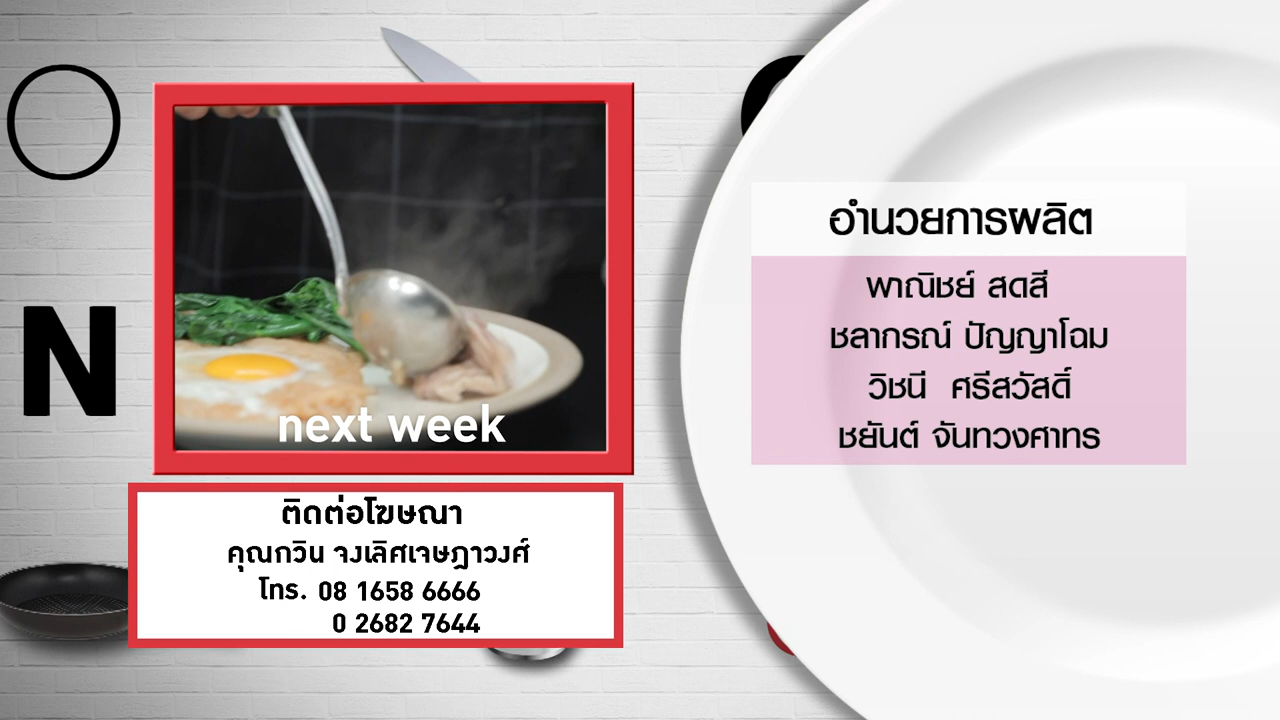 O
N
next week
ติดต่อโฆษณา
คุณกวิน จงเลิศเจษฎาวงศ์
โทร. 08 1658 6666
0 2682 7644
อำนวยการผลิต
พาณิชย์ สดสี
ชลากรณ์ ปัญญาโฉม
วิชนี ศรีสวัสดิ์
ชยันต์ จันทวงศาทร